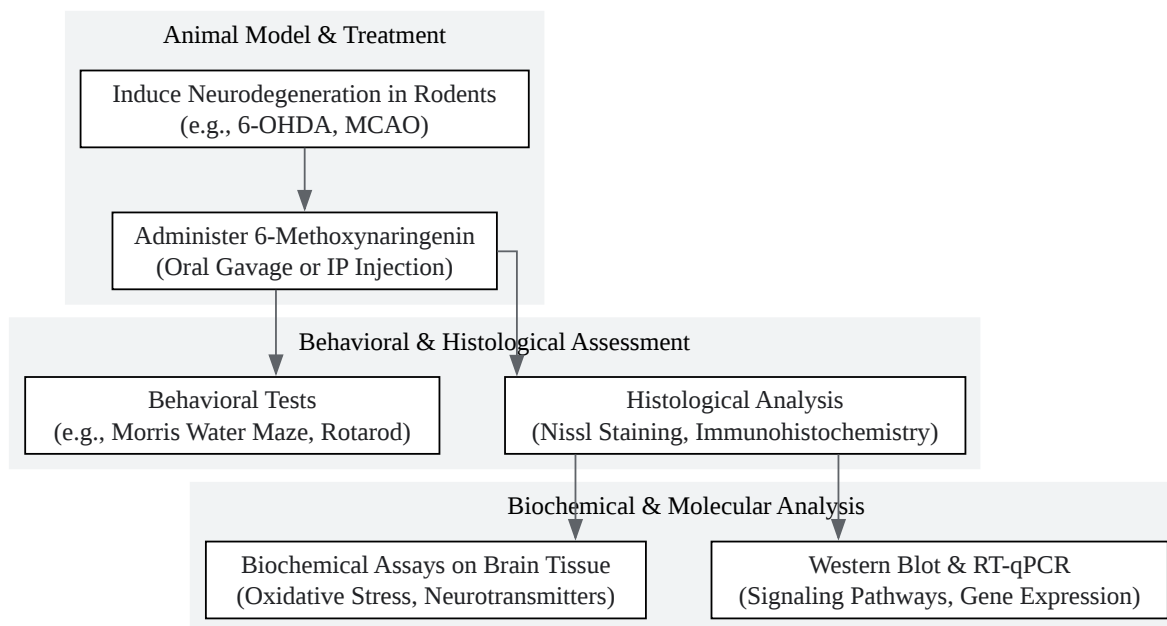 Animal Model & Treatment
Induce Neurodegeneration in Rodents
(e.g., 6-OHDA, MCAO)
Administer 6-Methoxynaringenin
(Oral Gavage or IP Injection)
Behavioral & Histological Assessment
Behavioral Tests
(e.g., Morris Water Maze, Rotarod)
Histological Analysis
(Nissl Staining, Immunohistochemistry)
Biochemical & Molecular Analysis
Biochemical Assays on Brain Tissue
(Oxidative Stress, Neurotransmitters)
Western Blot & RT-qPCR
(Signaling Pathways, Gene Expression)